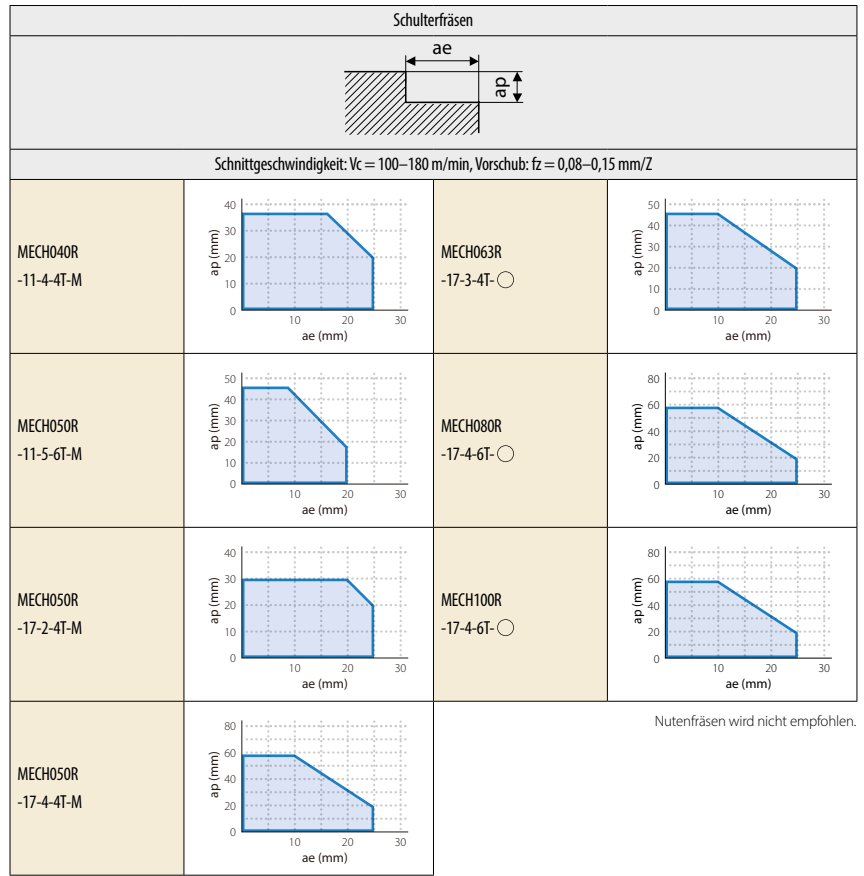 Schulterfräsen
ae
ap
Schnittgeschwindigkeit: Vc = 100–180 m/min, Vorschub: fz = 0,08–0,15 mm/Z
MECH040R
-11-4-4T-M
ap (mm)
40
30
20
10
0
10 20 30
ae (mm)
MECH063R
-17-3-4T-○
ap (mm)
50
40
30
20
10
0
10 20 30
ae (mm)
MECH050R
-11-5-6T-M
ap (mm)
50
40
30
20
10
0
10 20 30
ae (mm)
MECH080R
-17-4-6T-○
ap (mm)
80
60
40
20
0
10 20 30
ae (mm)
MECH050R
-17-2-4T-M
ap (mm)
40
30
20
10
0
10 20 30
ae (mm)
MECH100R
-17-4-6T-○
ap (mm)
80
60
40
20
0
10 20 30
ae (mm)
MECH050R
-17-4-4T-M
ap (mm)
80
60
40
20
0
10 20 30
ae (mm)
Nutenfräsen wird nicht empfohlen.